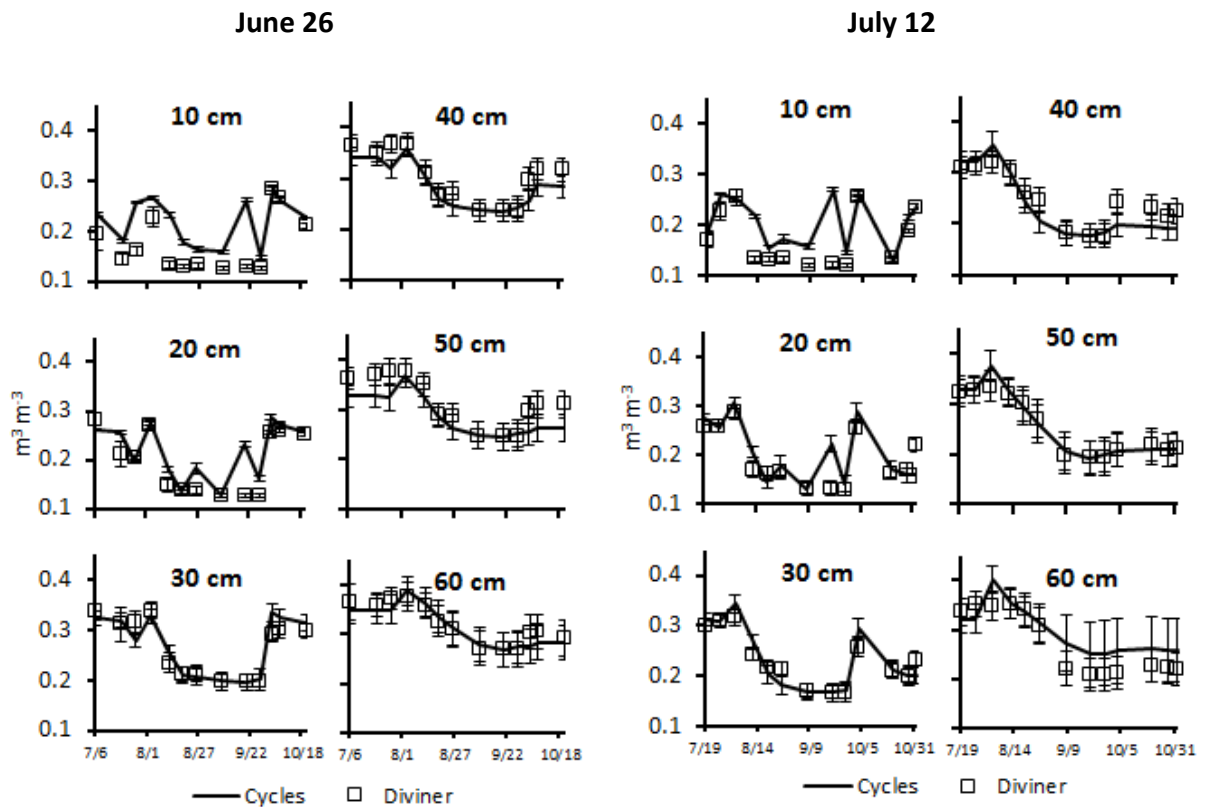 June 26 July 12
10 cm 40 cm 10 cm 40 cm
0.4 0.4
0.3 0.3
0.2 0.2
0.1 0.1
20 cm 50 cm 20 cm 50 cm
m³ m⁻³ m³ m⁻³
0.4 0.4
0.3 0.3
0.2 0.2
0.1 0.1
30 cm 60 cm 30 cm 60 cm
0.4 0.4
0.3 0.3
0.2 0.2
0.1 0.1
7/6 8/1 8/27 9/22 10/18 7/6 8/1 8/27 9/22 10/18 7/19 8/14 9/9 10/5 10/31 7/19 8/14 9/9 10/5 10/31
Cycles Diviner Cycles Diviner